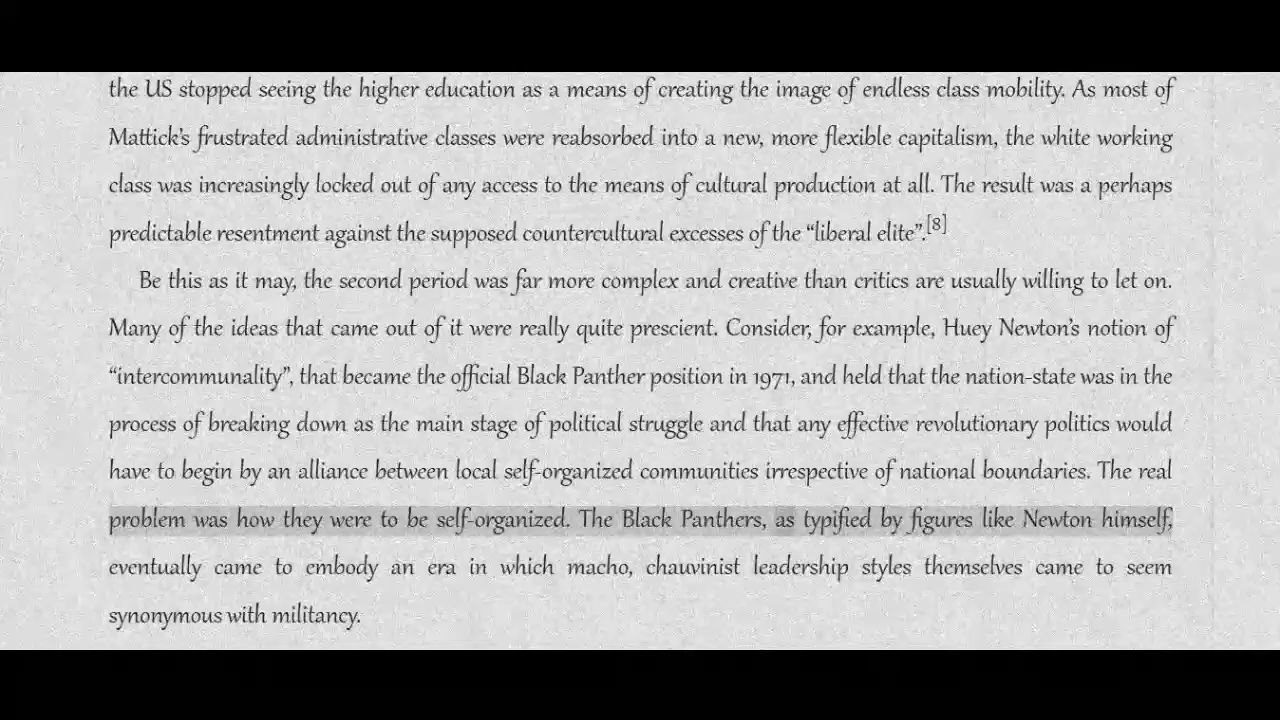 the US stopped seeing the higher education as a means of creating the image of endless class mobility. As most of
Mattick's frustrated administrative classes were reabsorbed into a new, more flexible capitalism, the white working
class was increasingly locked out of any access to the means of cultural production at all. The result was a perhaps
predictable resentment against the supposed countercultural excesses of the “liberal elite”.[8]
Be this as it may, the second period was far more complex and creative than critics are usually willing to let on.
Many of the ideas that came out of it were really quite prescient. Consider, for example, Huey Newton's notion of
“intercommunality”, that became the official Black Panther position in 1971, and held that the nation-state was in the
process of breaking down as the main stage of political struggle and that any effective revolutionary politics would
have to begin by an alliance between local self-organized communities irrespective of national boundaries. The real
problem was how they were to be self-organized. The Black Panthers, as typified by figures like Newton himself,
eventually came to embody an era in which macho, chauvinist leadership styles themselves came to seem
synonymous with militancy.